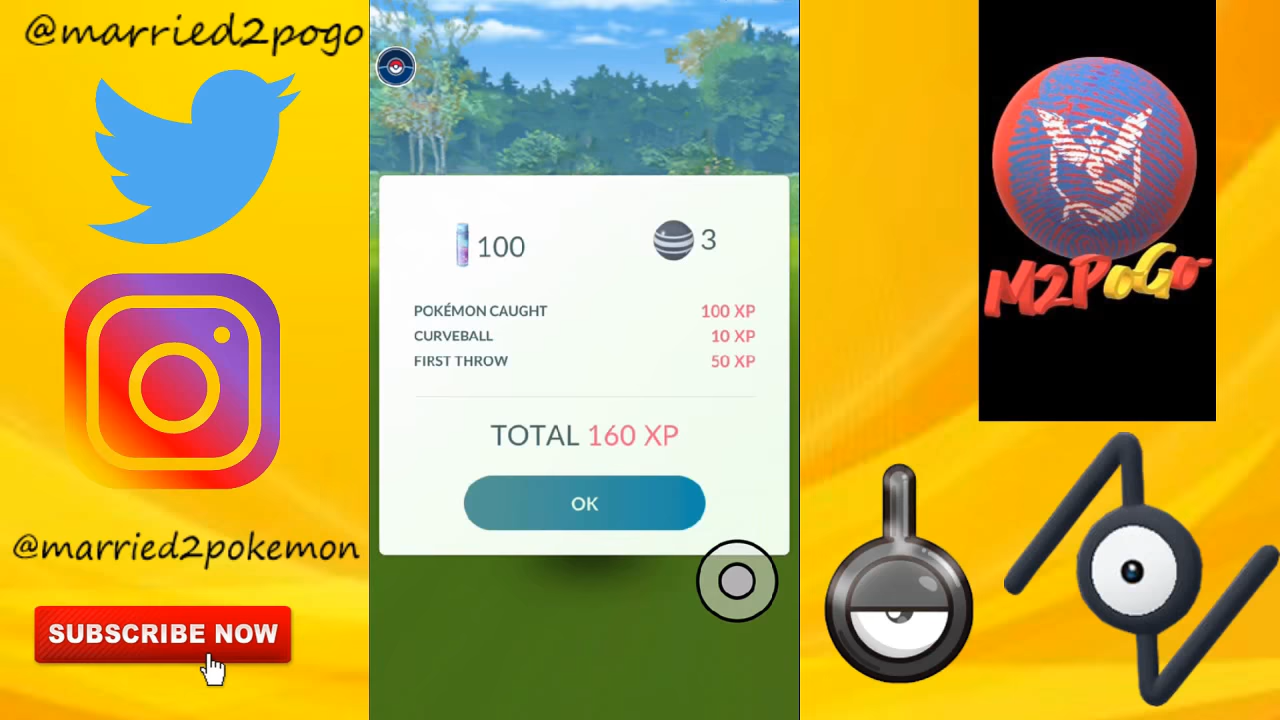 @married2pogo
@married2pokemon
SUBSCRIBE NOW
100
3
POKÉMON CAUGHT 100 XP
CURVEBALL 10 XP
FIRST THROW 50 XP
TOTAL 160 XP
OK
M2PoGo